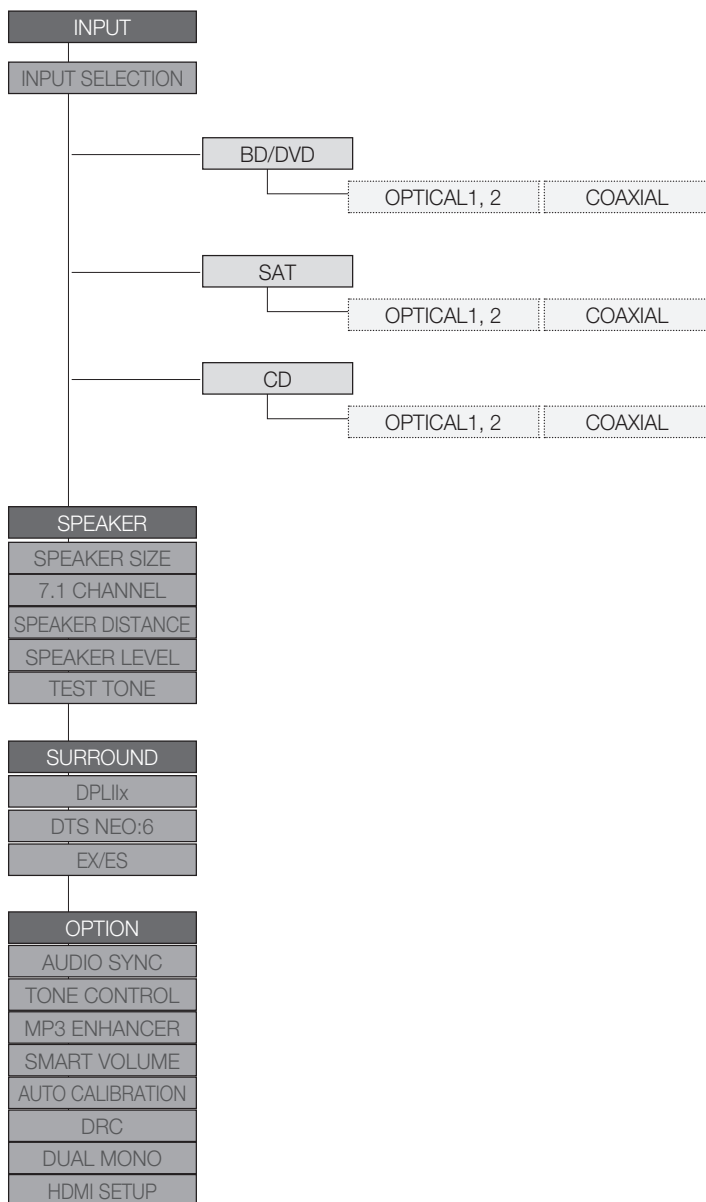 INPUT
INPUT SELECTION
BD/DVD
OPTICAL1, 2 COAXIAL
SAT
OPTICAL1, 2 COAXIAL
CD
OPTICAL1, 2 COAXIAL
SPEAKER
SPEAKER SIZE
7.1 CHANNEL
SPEAKER DISTANCE
SPEAKER LEVEL
TEST TONE
SURROUND
DPLIIx
DTS NEO:6
EX/ES
OPTION
AUDIO SYNC
TONE CONTROL
MP3 ENHANCER
SMART VOLUME
AUTO CALIBRATION
DRC
DUAL MONO
HDMI SETUP